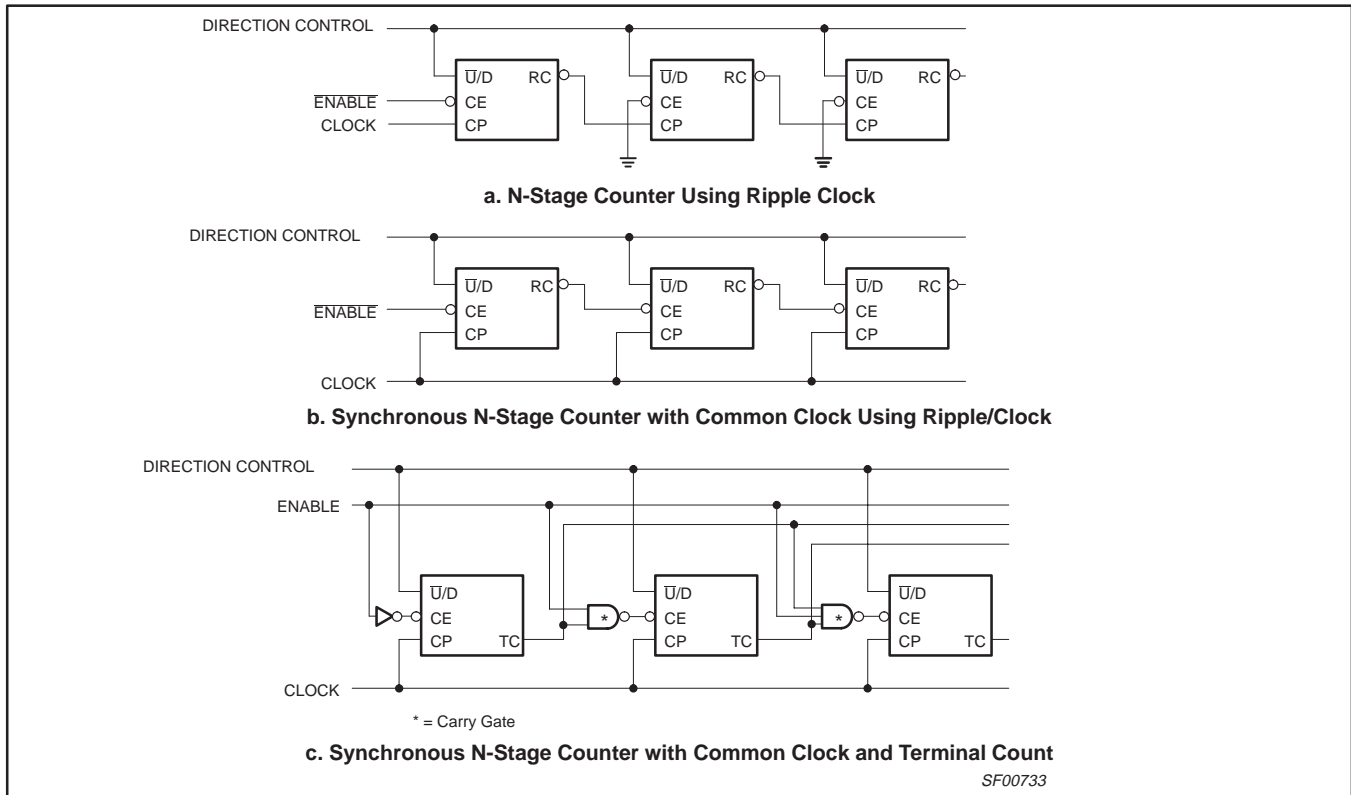 DIRECTION CONTROL
U̅/D RC U̅/D RC U̅/D RC
E̅N̅A̅B̅L̅E̅ CE CE CE
CLOCK CP CP CP
a. N-Stage Counter Using Ripple Clock
DIRECTION CONTROL
U̅/D RC U̅/D RC U̅/D RC
E̅N̅A̅B̅L̅E̅ CE CE CE
CP CP CP
CLOCK
b. Synchronous N-Stage Counter with Common Clock Using Ripple/Clock
DIRECTION CONTROL
ENABLE
U̅/D U̅/D U̅/D
CE * CE * CE
CP TC CP TC CP TC
CLOCK
* = Carry Gate
c. Synchronous N-Stage Counter with Common Clock and Terminal Count
SF00733